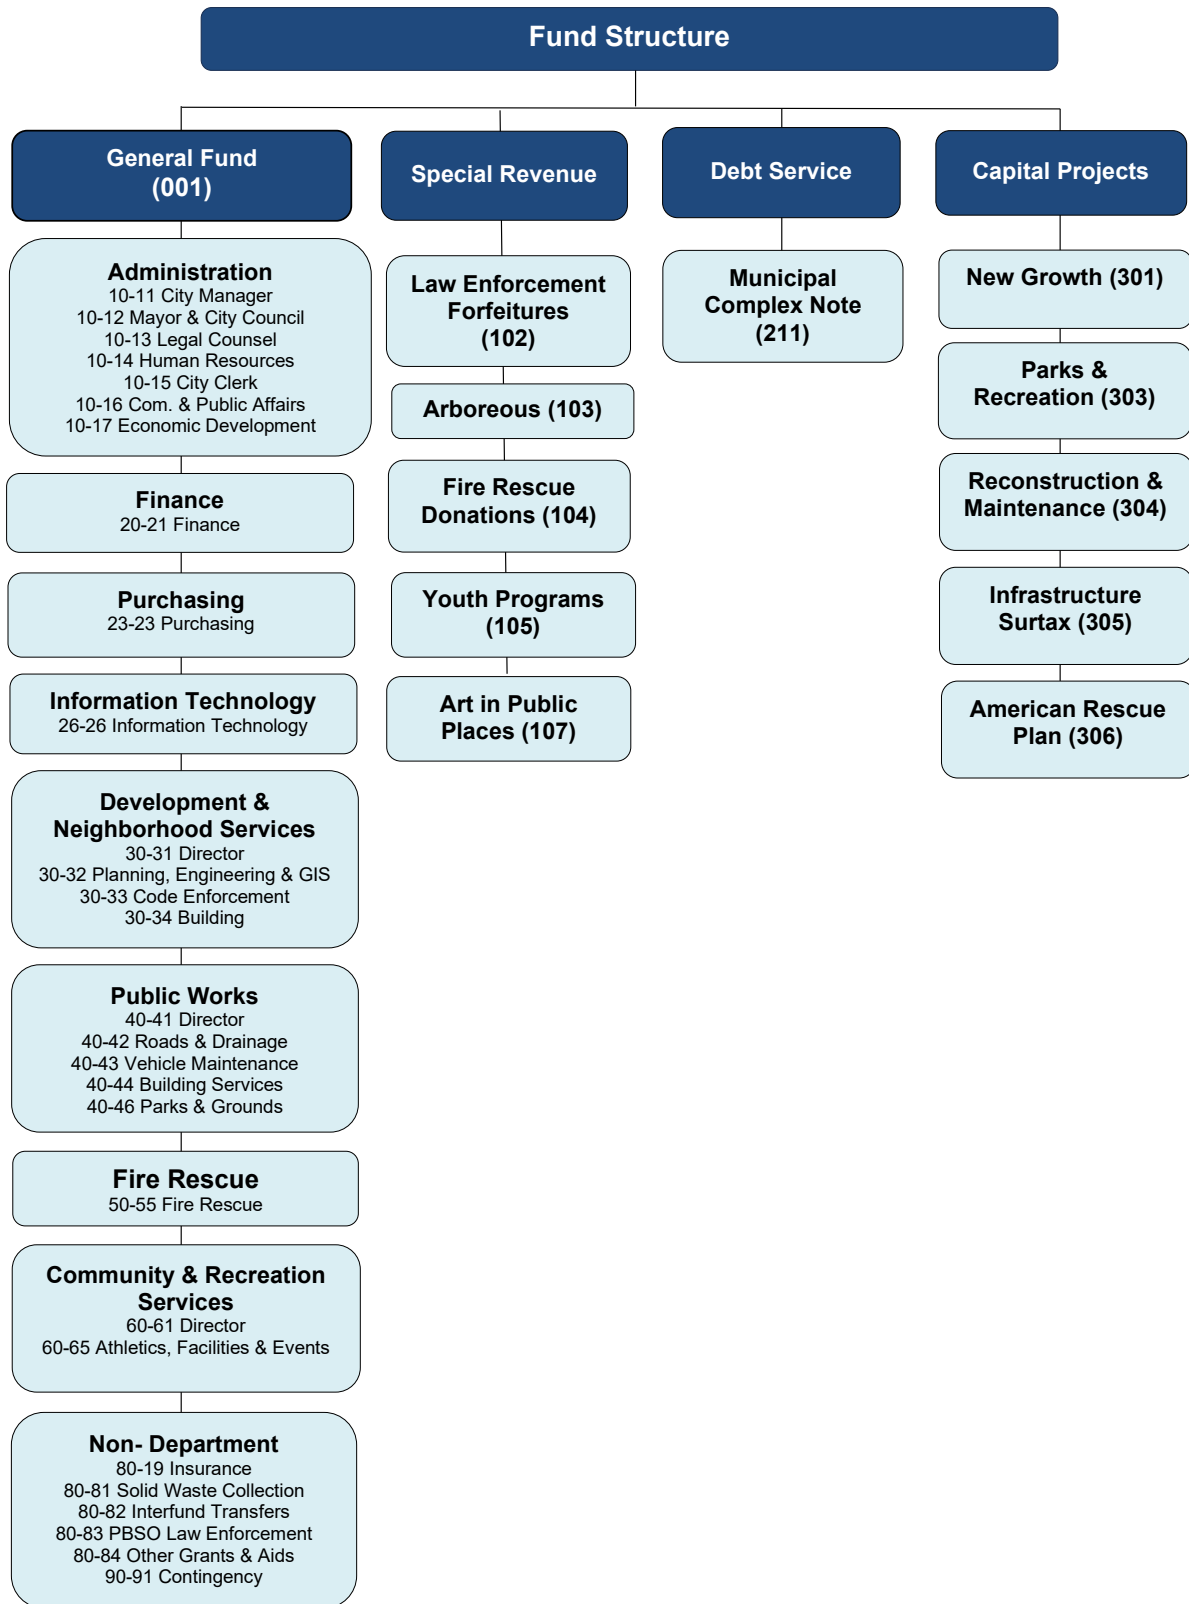 Fund Structure
General Fund
(001)
Administration
10-11 City Manager
10-12 Mayor & City Council
10-13 Legal Counsel
10-14 Human Resources
10-15 City Clerk
10-16 Com. & Public Affairs
10-17 Economic Development
Finance
20-21 Finance
Purchasing
23-23 Purchasing
Information Technology
26-26 Information Technology
Development &
Neighborhood Services
30-31 Director
30-32 Planning, Engineering & GIS
30-33 Code Enforcement
30-34 Building
Public Works
40-41 Director
40-42 Roads & Drainage
40-43 Vehicle Maintenance
40-44 Building Services
40-46 Parks & Grounds
Fire Rescue
50-55 Fire Rescue
Community & Recreation
Services
60-61 Director
60-65 Athletics, Facilities & Events
Non- Department
80-19 Insurance
80-81 Solid Waste Collection
80-82 Interfund Transfers
80-83 PBSO Law Enforcement
80-84 Other Grants & Aids
90-91 Contingency
Special Revenue
Law Enforcement
Forfeitures
(102)
Arboreous (103)
Fire Rescue
Donations (104)
Youth Programs
(105)
Art in Public
Places (107)
Debt Service
Municipal
Complex Note
(211)
Capital Projects
New Growth (301)
Parks &
Recreation (303)
Reconstruction &
Maintenance (304)
Infrastructure
Surtax (305)
American Rescue
Plan (306)